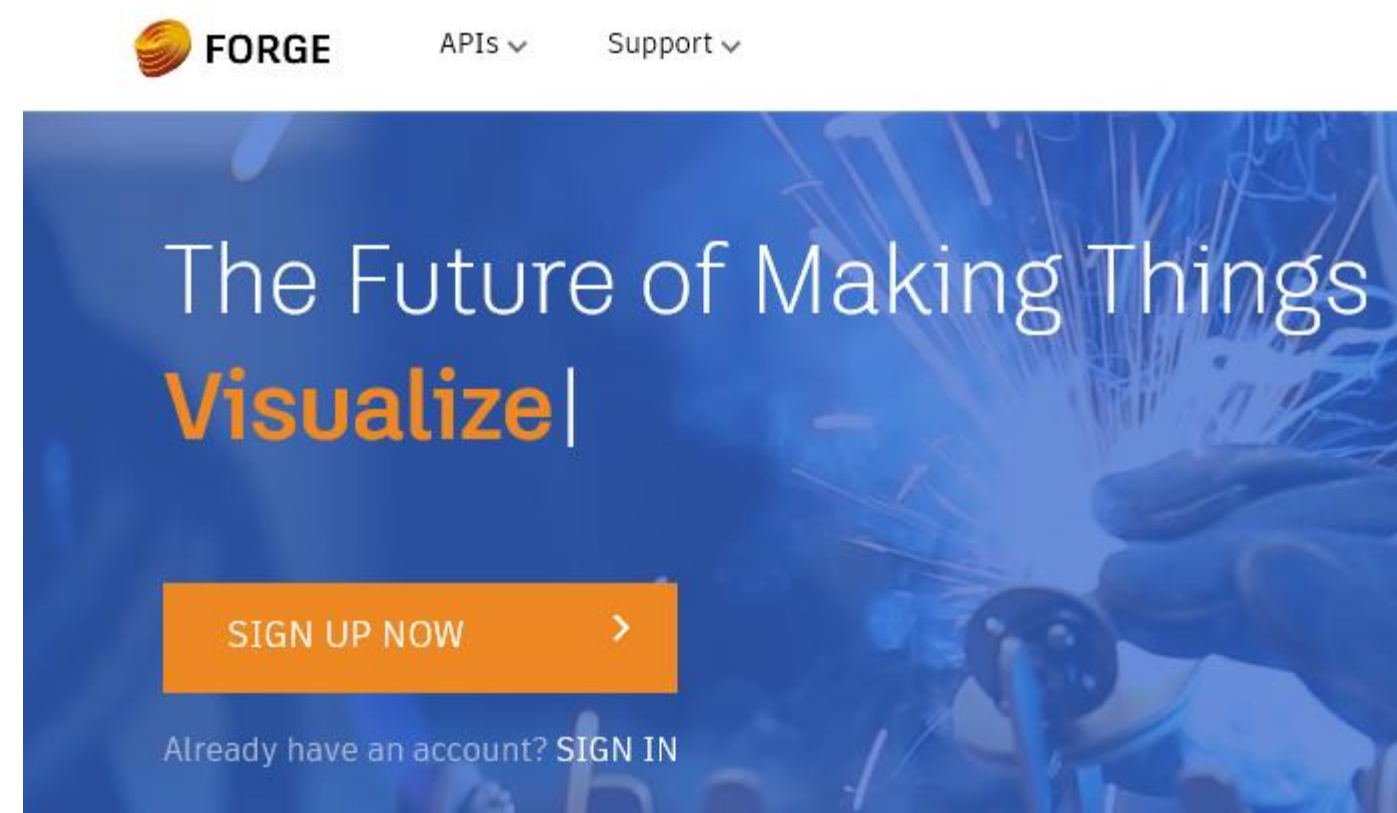 FORGE APIs Support
The Future of Making Things
Visualize
SIGN UP NOW
Already have an account? SIGN IN